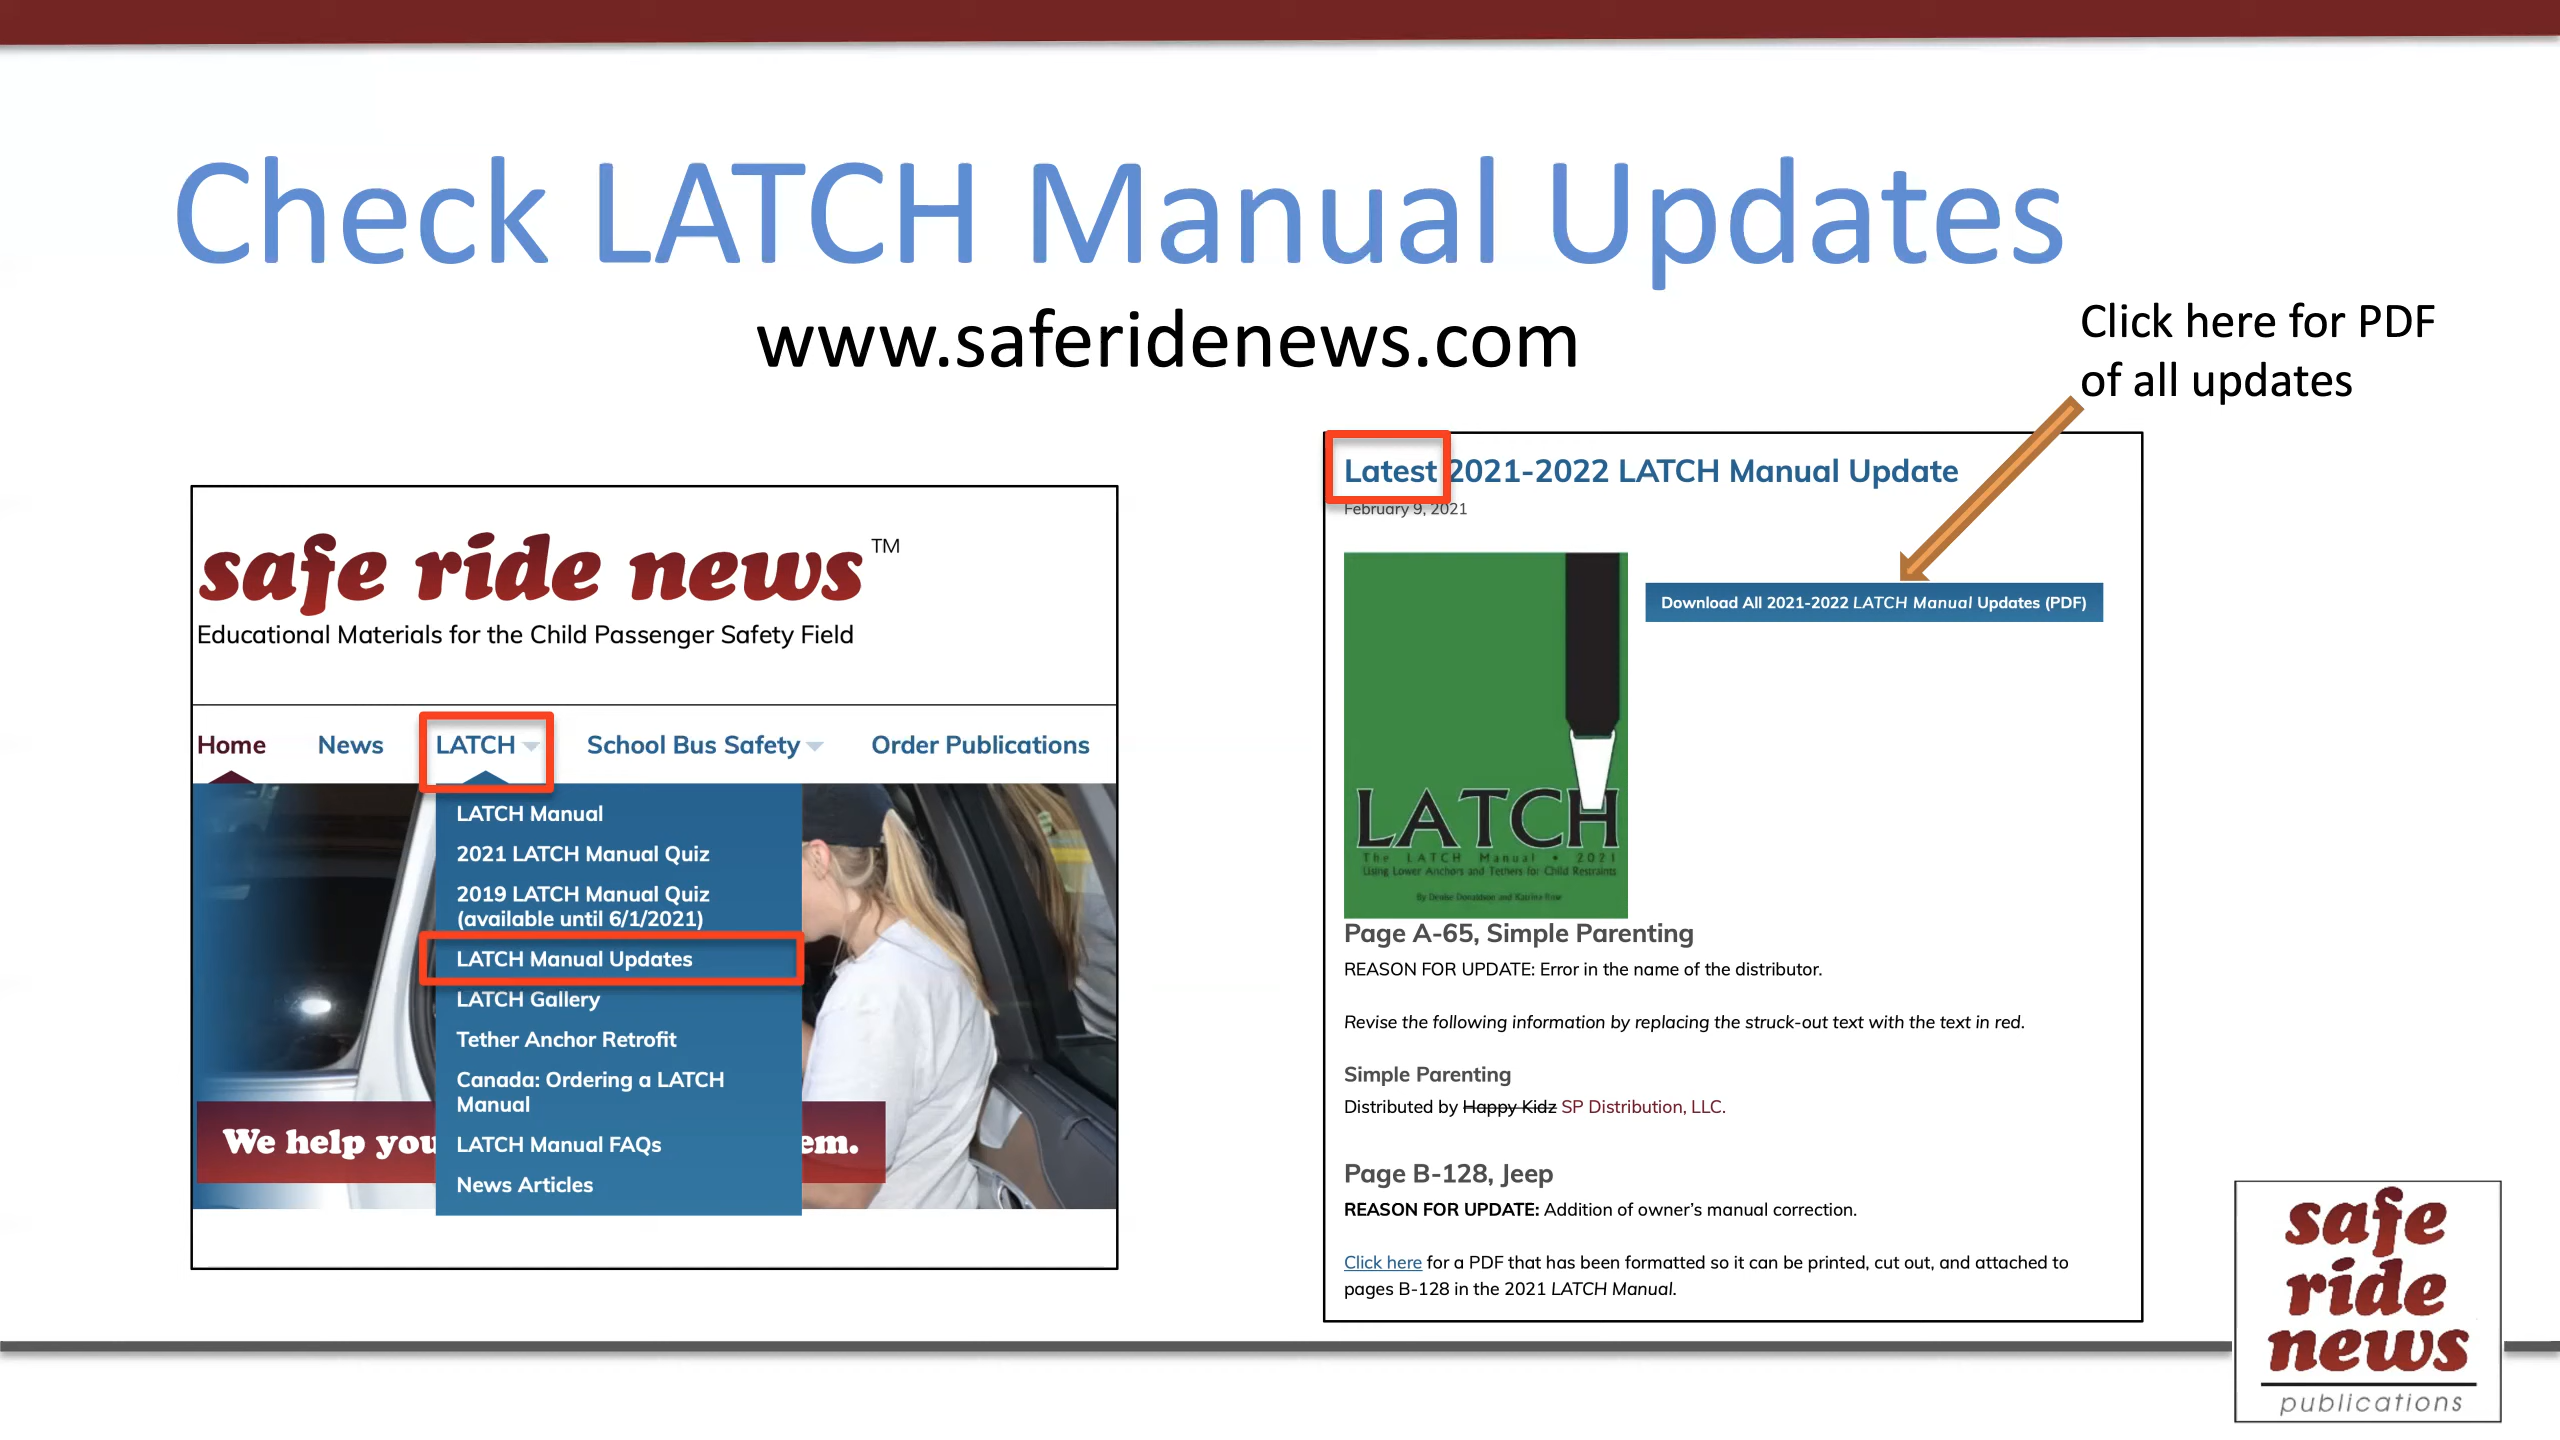 Check LATCH Manual Updates
www.saferidenews.com
Click here for PDF
of all updates
safe ride news™
Educational Materials for the Child Passenger Safety Field
Home News LATCH School Bus Safety Order Publications
LATCH Manual
2021 LATCH Manual Quiz
2019 LATCH Manual Quiz
(available until 6/1/2021)
LATCH Manual Updates
LATCH Gallery
Tether Anchor Retrofit
Canada: Ordering a LATCH
Manual
LATCH Manual FAQs
News Articles
We help you em.
Latest 2021-2022 LATCH Manual Update
February 9, 2021
Download All 2021-2022 LATCH Manual Updates (PDF)
LATCH
The LATCH Manual • 2021
Using Lower Anchors and Tethers for Child Restraints
By Denise Donaldson and Katrina Rose
Page A-65, Simple Parenting
REASON FOR UPDATE: Error in the name of the distributor.
Revise the following information by replacing the struck-out text with the text in red.
Simple Parenting
Distributed by Happy Kidz SP Distribution, LLC.
Page B-128, Jeep
REASON FOR UPDATE: Addition of owner's manual correction.
Click here for a PDF that has been formatted so it can be printed, cut out, and attached to
pages B-128 in the 2021 LATCH Manual.
safe
ride
news
publications